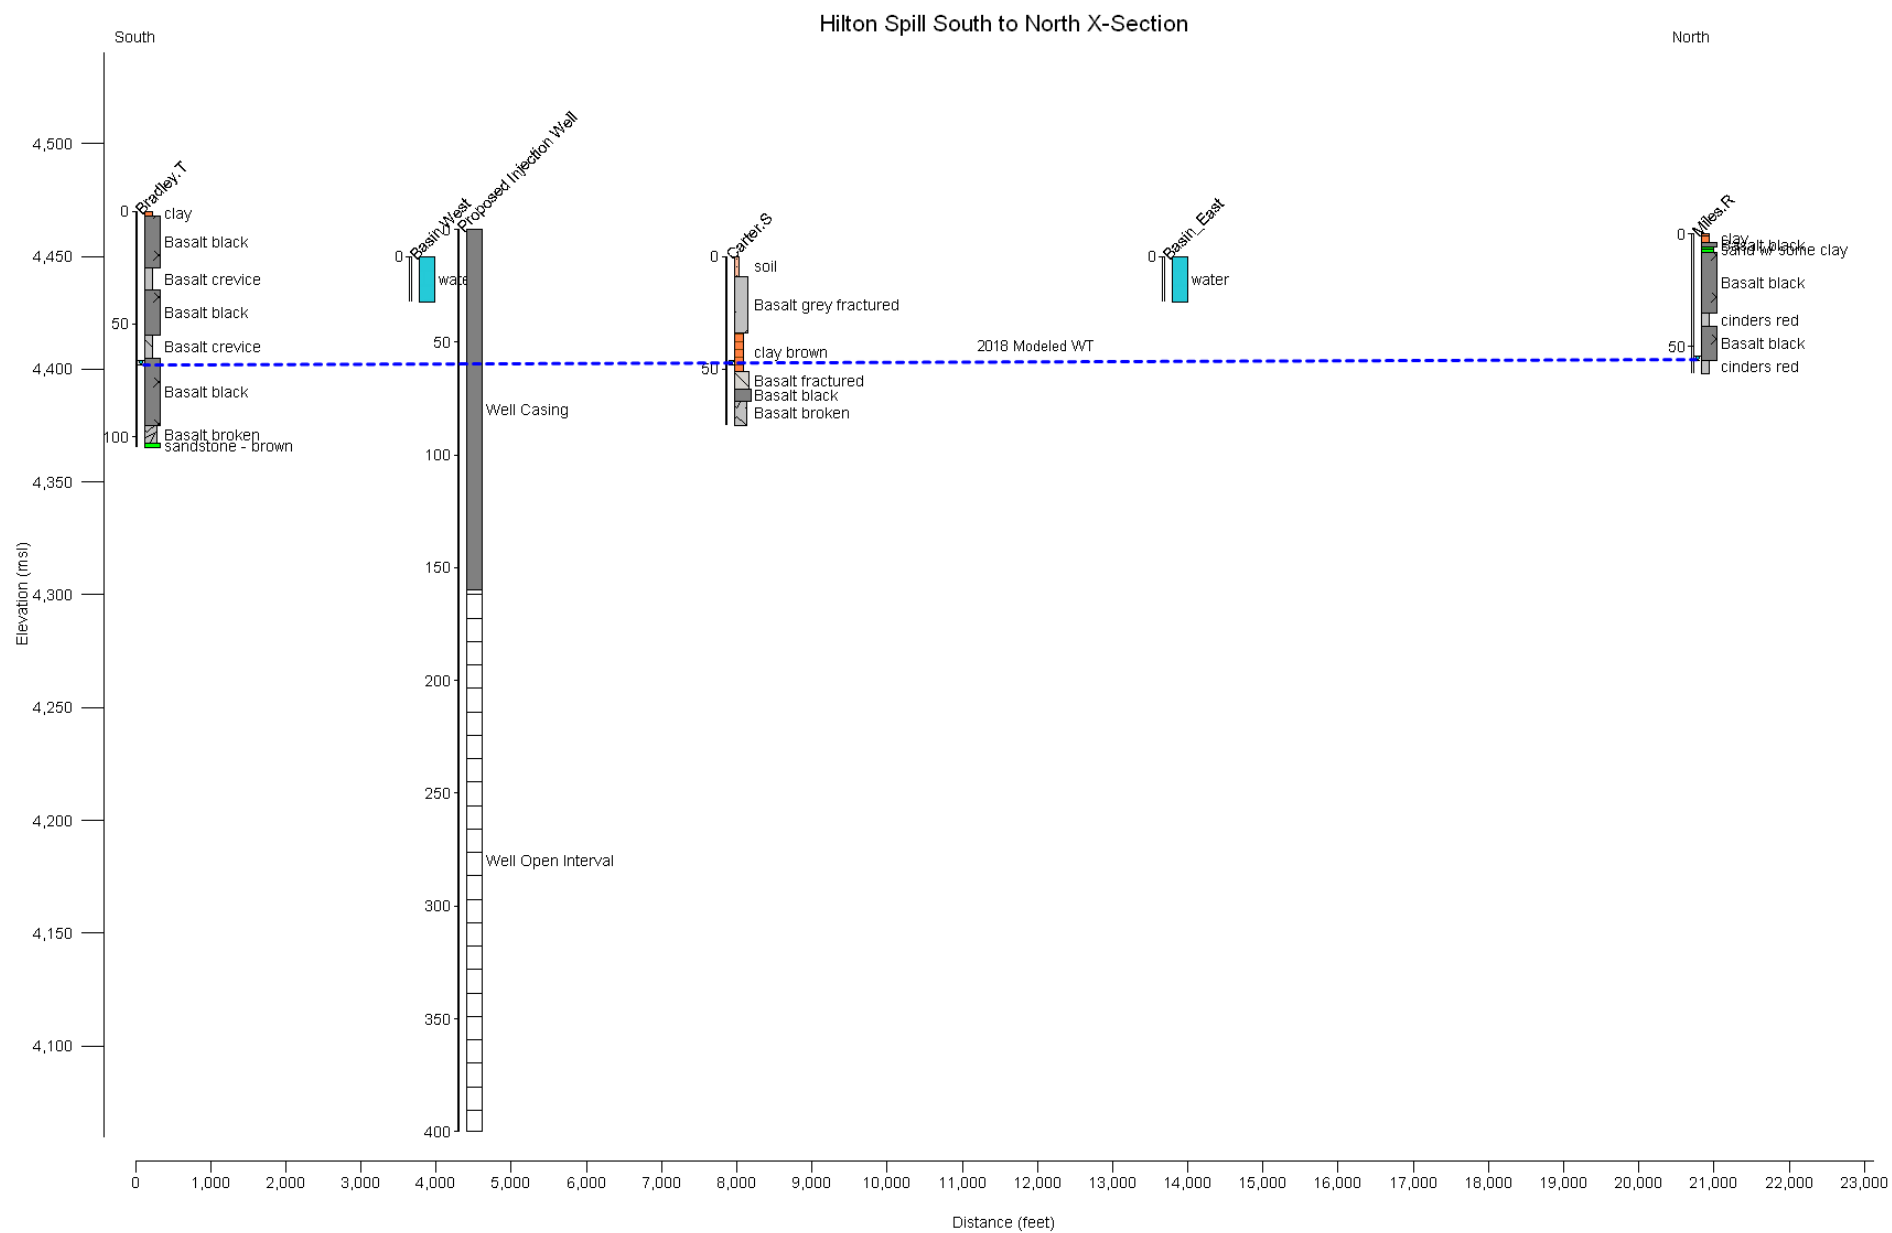 Hilton Spill South to North X-Section
South
North
4,500
4,450
4,400
4,350
4,300
4,250
4,200
4,150
4,100
Elevation (msl)
Bradley.T
0
50
100
clay
Basalt black
Basalt crevice
Basalt black
Basalt crevice
Basalt black
Basalt broken
sandstone - brown
Basin_West
0
water
Proposed Injection Well
0
50
100
150
200
250
300
350
400
Well Casing
Well Open Interval
Carter.S
0
50
soil
Basalt grey fractured
clay brown
Basalt fractured
Basalt black
Basalt broken
2018 Modeled WT
Basin_East
0
water
Miles.R
0
50
clay
Basalt black
sand w/ some clay
Basalt black
cinders red
Basalt black
cinders red
0 1,000 2,000 3,000 4,000 5,000 6,000 7,000 8,000 9,000 10,000 11,000 12,000 13,000 14,000 15,000 16,000 17,000 18,000 19,000 20,000 21,000 22,000 23,000
Distance (feet)